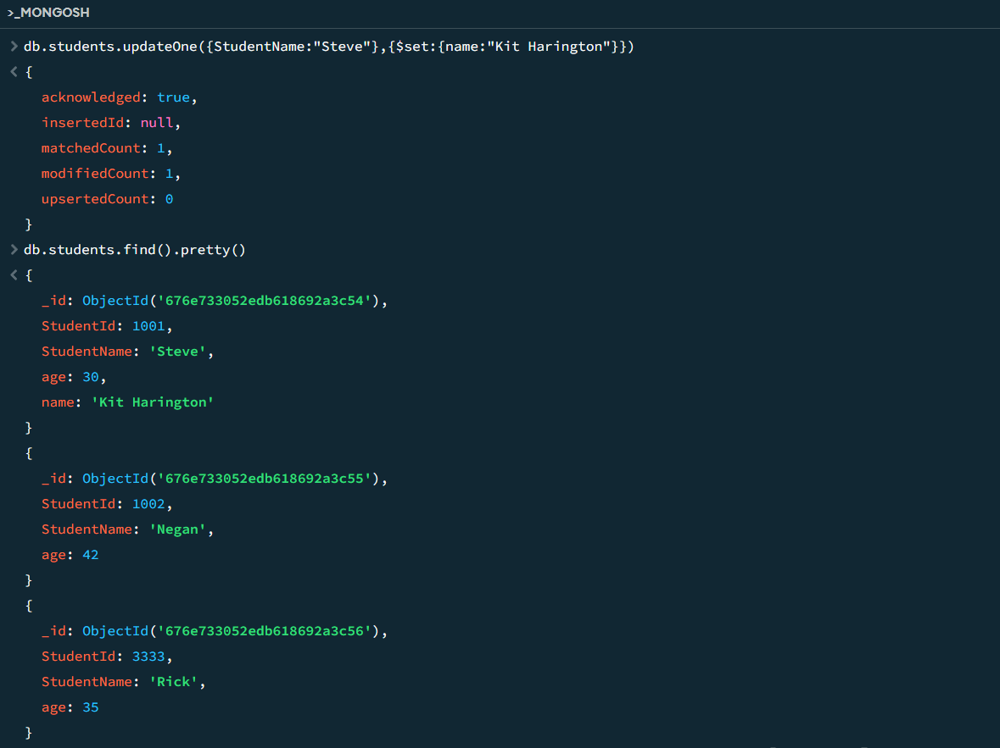 >_MONGOSH
> db.students.updateOne({StudentName:"Steve"},{$set:{name:"Kit Harington"}})
< {
acknowledged: true,
insertedId: null,
matchedCount: 1,
modifiedCount: 1,
upsertedCount: 0
}
> db.students.find().pretty()
< {
_id: ObjectId('676e733052edb618692a3c54'),
StudentId: 1001,
StudentName: 'Steve',
age: 30,
name: 'Kit Harington'
}
{
_id: ObjectId('676e733052edb618692a3c55'),
StudentId: 1002,
StudentName: 'Negan',
age: 42
}
{
_id: ObjectId('676e733052edb618692a3c56'),
StudentId: 3333,
StudentName: 'Rick',
age: 35
}